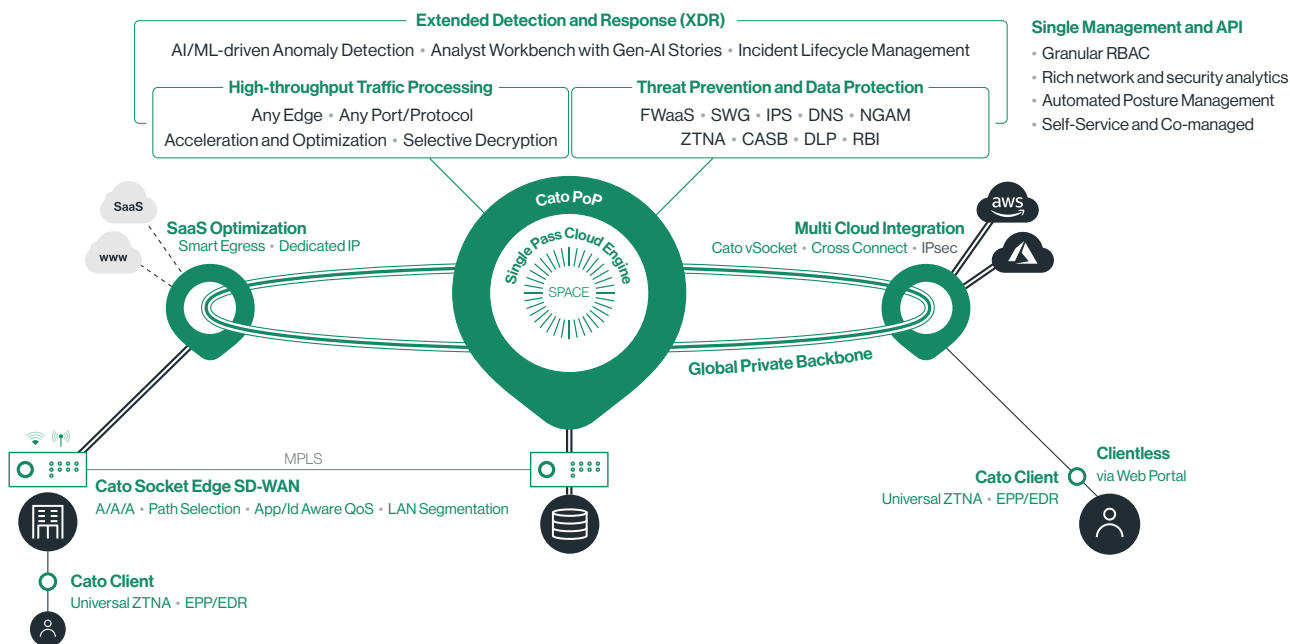 Extended Detection and Response (XDR)
AI/ML-driven Anomaly Detection • Analyst Workbench with Gen-AI Stories • Incident Lifecycle Management
High-throughput Traffic Processing
Any Edge • Any Port/Protocol
Acceleration and Optimization • Selective Decryption
Threat Prevention and Data Protection
FWaaS • SWG • IPS • DNS • NGAM
ZTNA • CASB • DLP • RBI
Single Management and API
• Granular RBAC
• Rich network and security analytics
• Automated Posture Management
• Self-Service and Co-managed
SaaS
www
SaaS Optimization
Smart Egress • Dedicated IP
Cato PoP
Single Pass Cloud Engine
SPACE
Multi Cloud Integration
Cato vSocket • Cross Connect • IPsec
aws
Global Private Backbone
MPLS
Cato Socket Edge SD-WAN
A/A/A • Path Selection • App/Id Aware QoS • LAN Segmentation
Cato Client
Universal ZTNA • EPP/EDR
Clientless
via Web Portal
Cato Client
Universal ZTNA • EPP/EDR